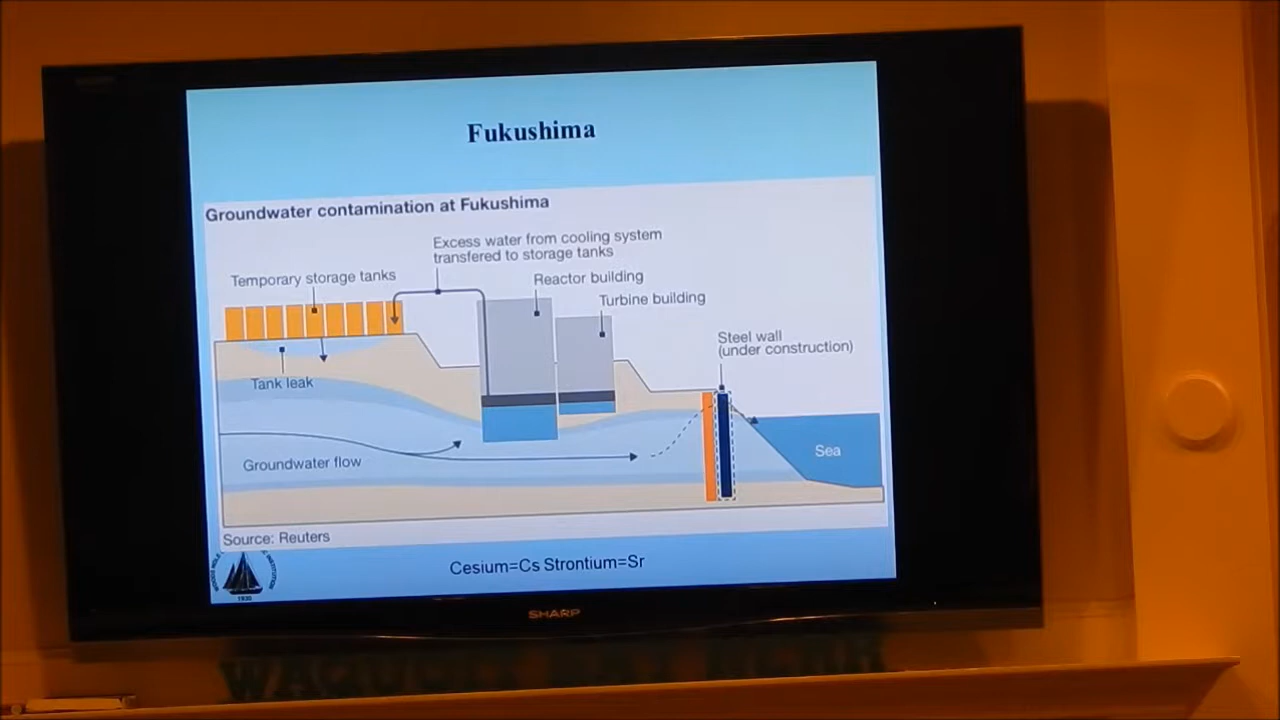 Fukushima
Groundwater contamination at Fukushima
Excess water from cooling system
transfered to storage tanks
Temporary storage tanks
Reactor building
Turbine building
Steel wall
(under construction)
Tank leak
Sea
Groundwater flow
Source: Reuters
Cesium=Cs Strontium=Sr
1930
SHARP